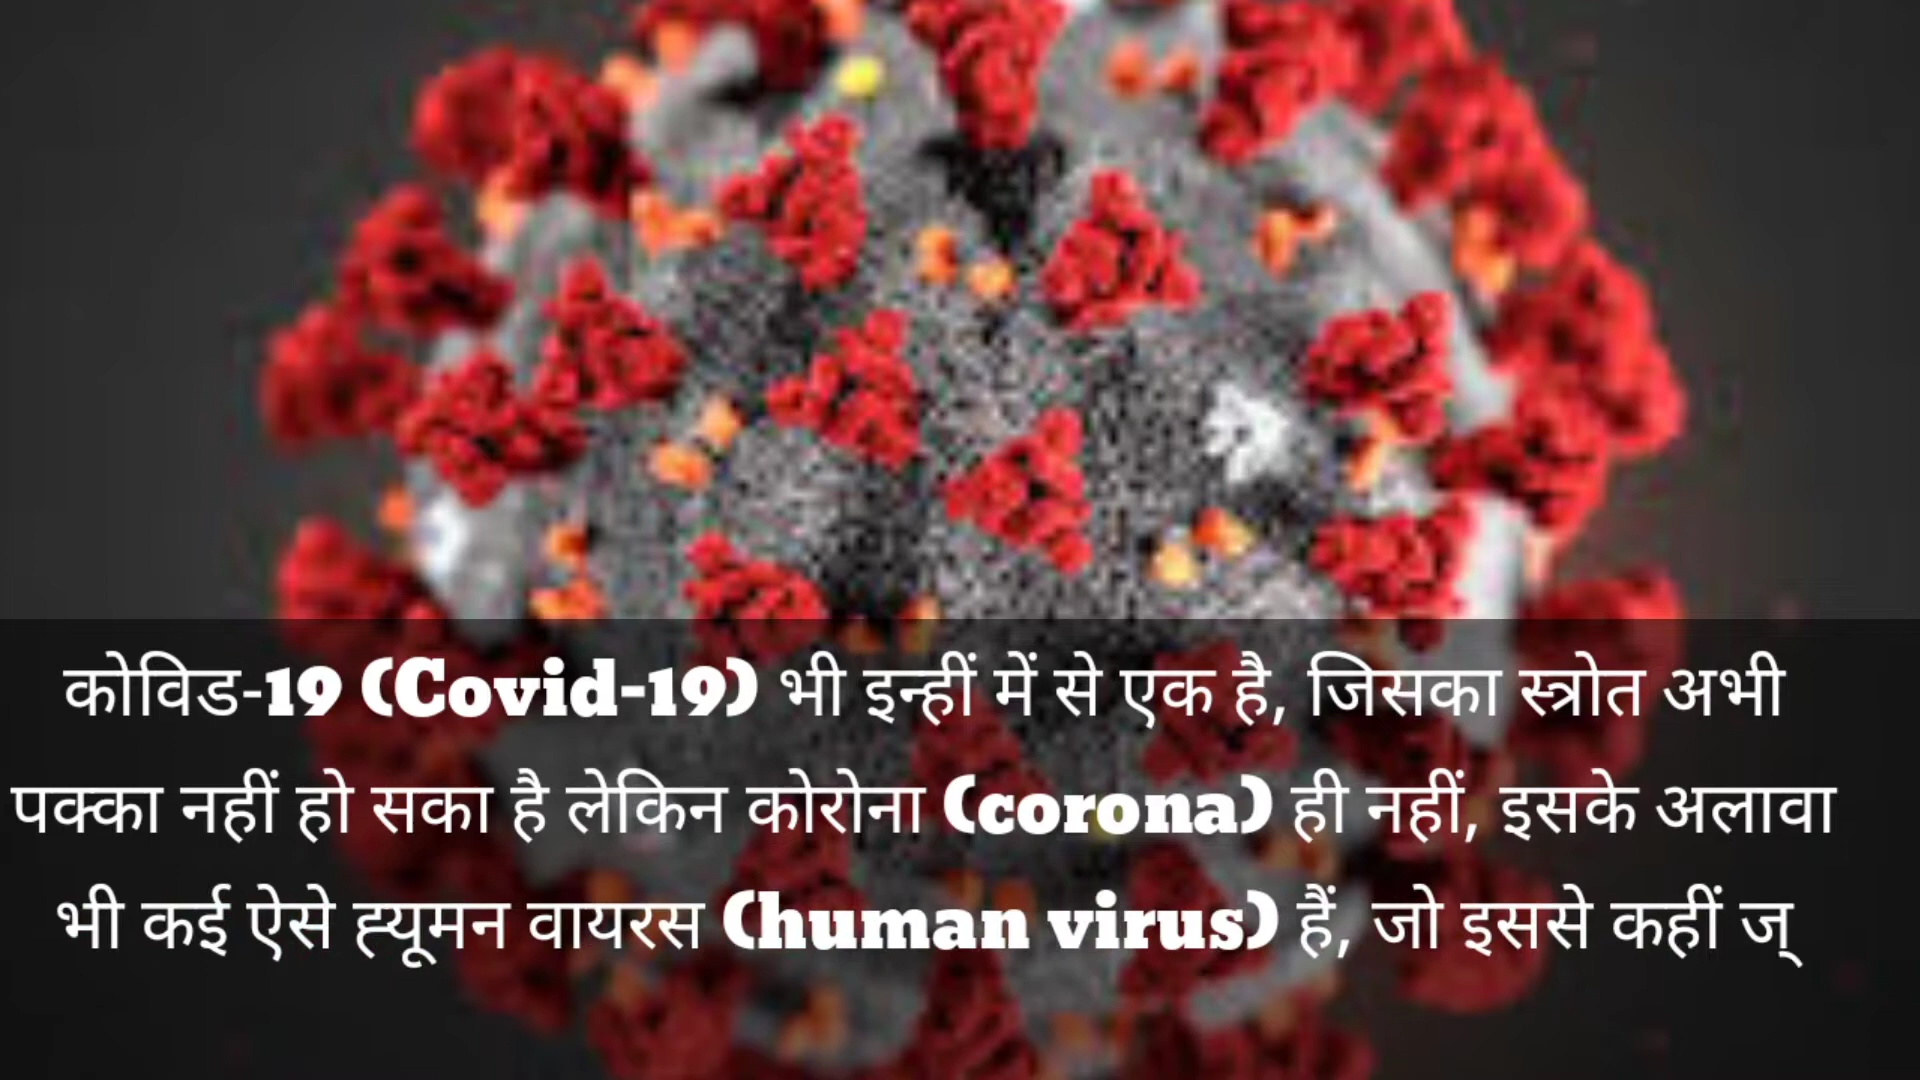 कोविड-19 (Covid-19) भी इन्हीं में से एक है, जिसका स्त्रोत अभी
पक्का नहीं हो सका है लेकिन कोरोना (corona) ही नहीं, इसके अलावा
भी कई ऐसे ह्यूमन वायरस (human virus) हैं, जो इससे कहीं ज्